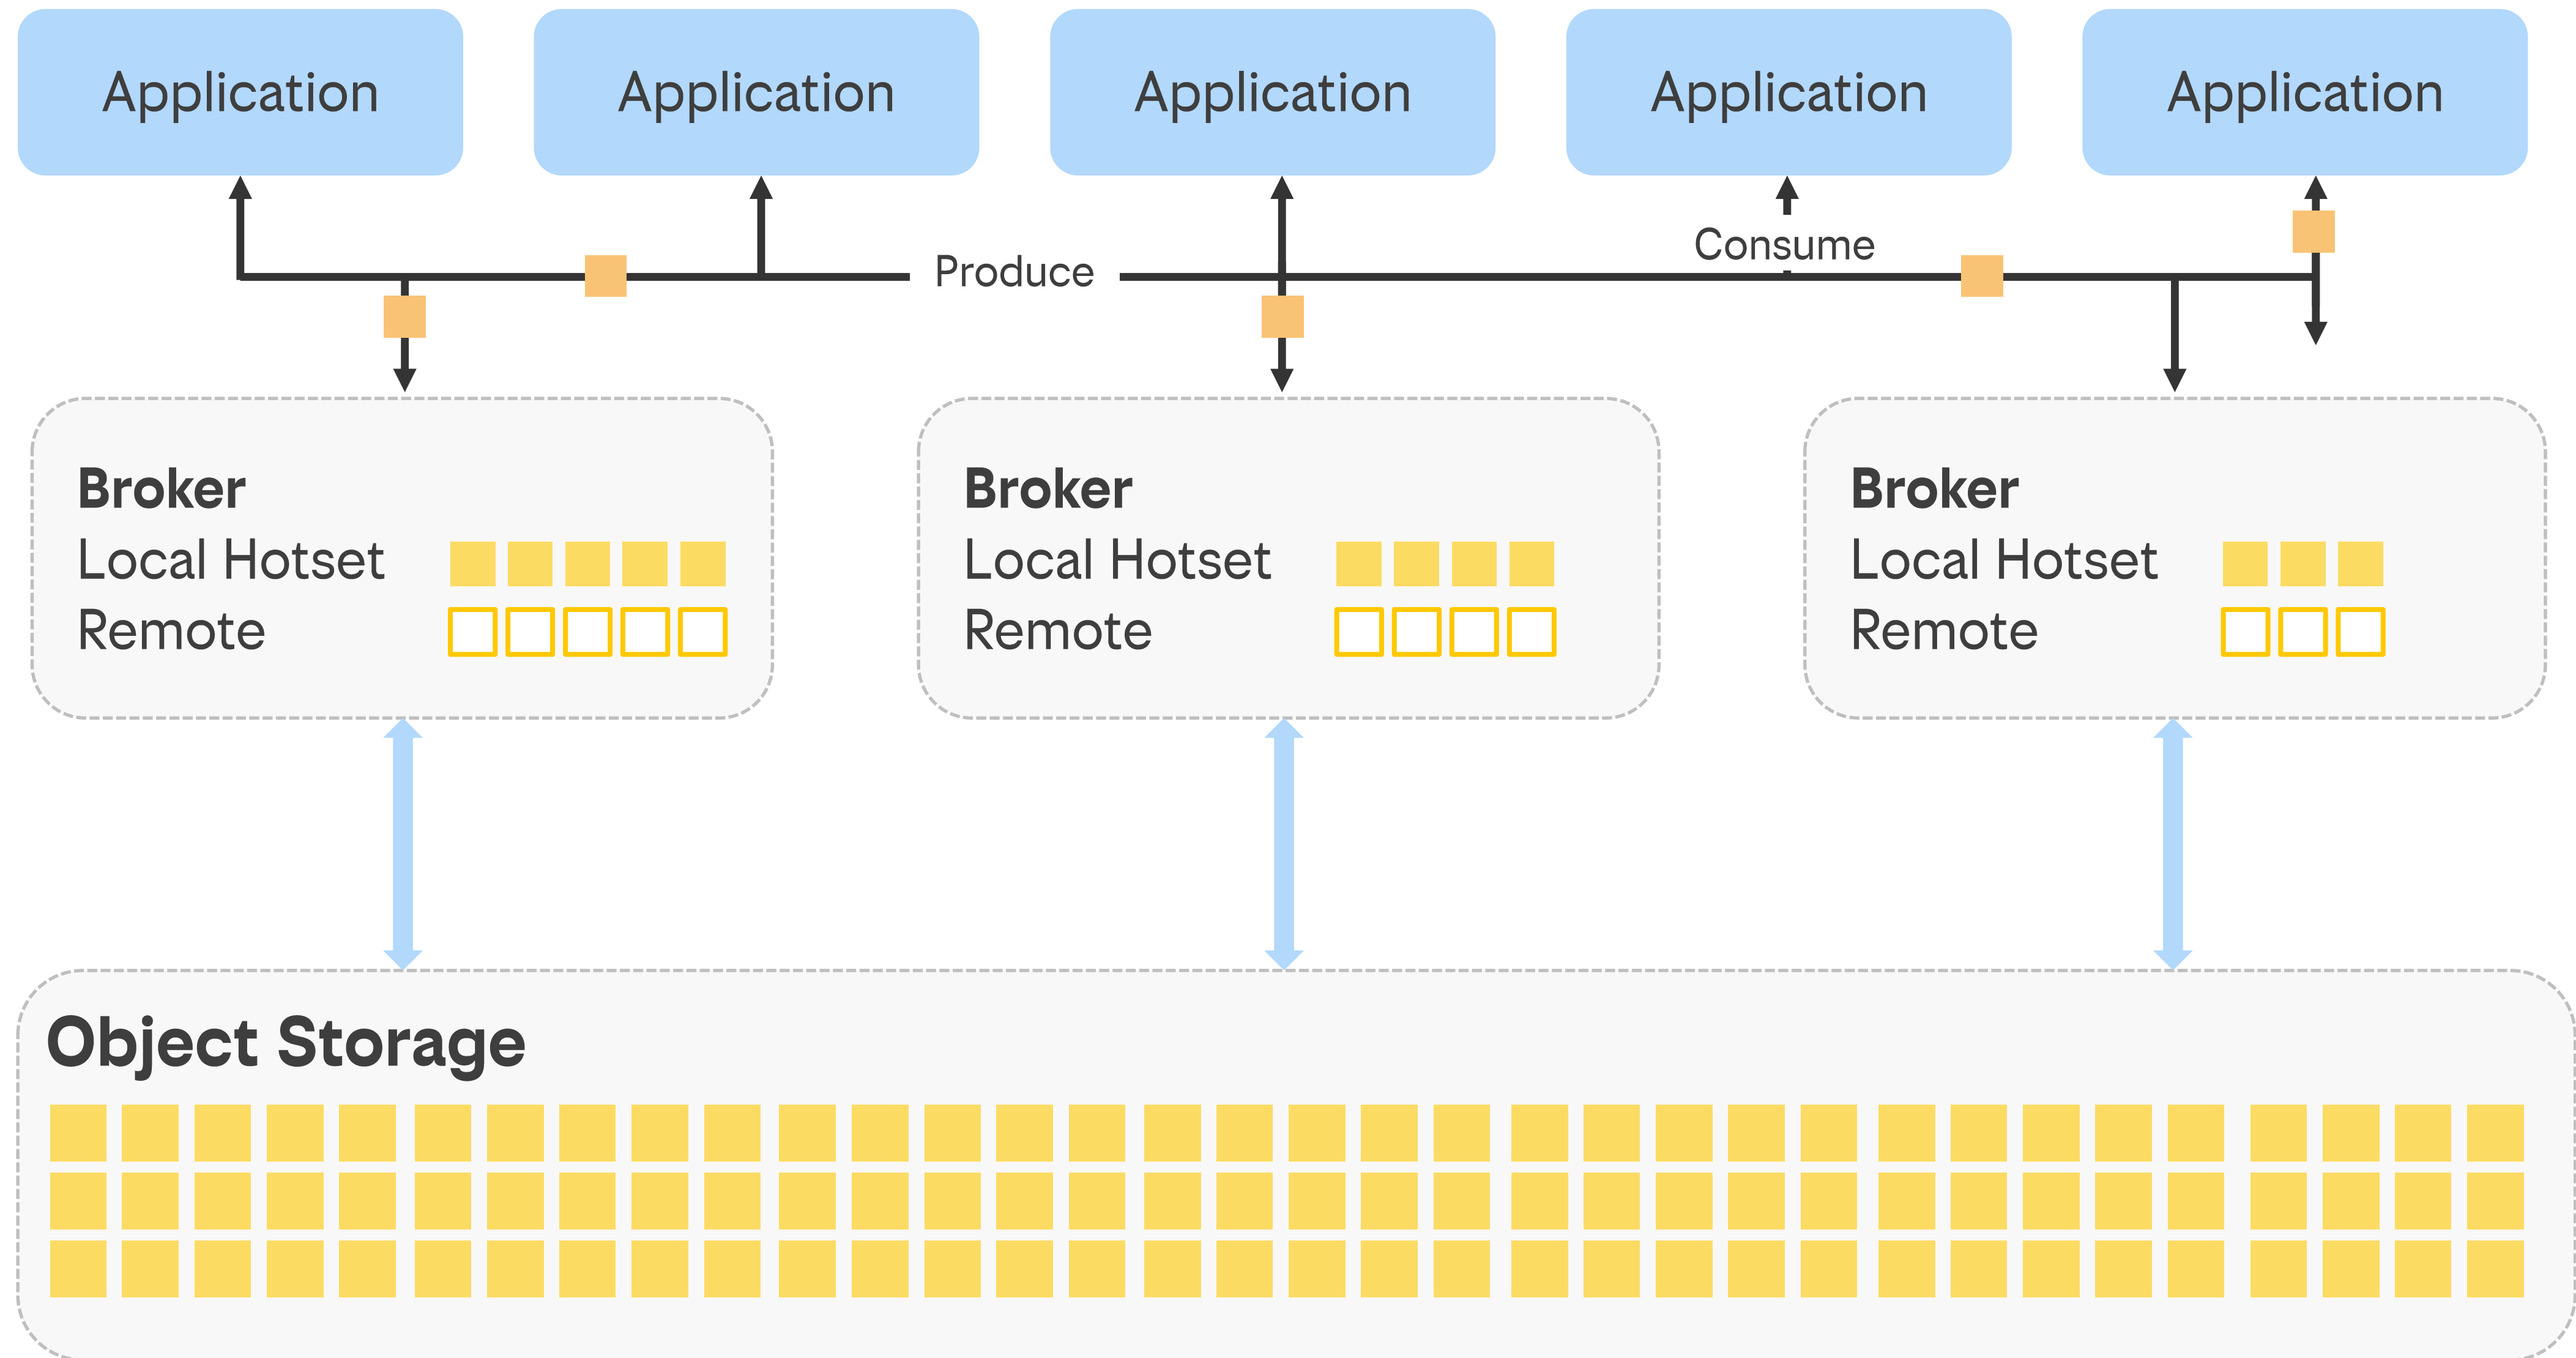 Application
Application
Application
Application
Application
Produce
Consume
Broker
Local Hotset
Remote
Broker
Local Hotset
Remote
Broker
Local Hotset
Remote
Object Storage